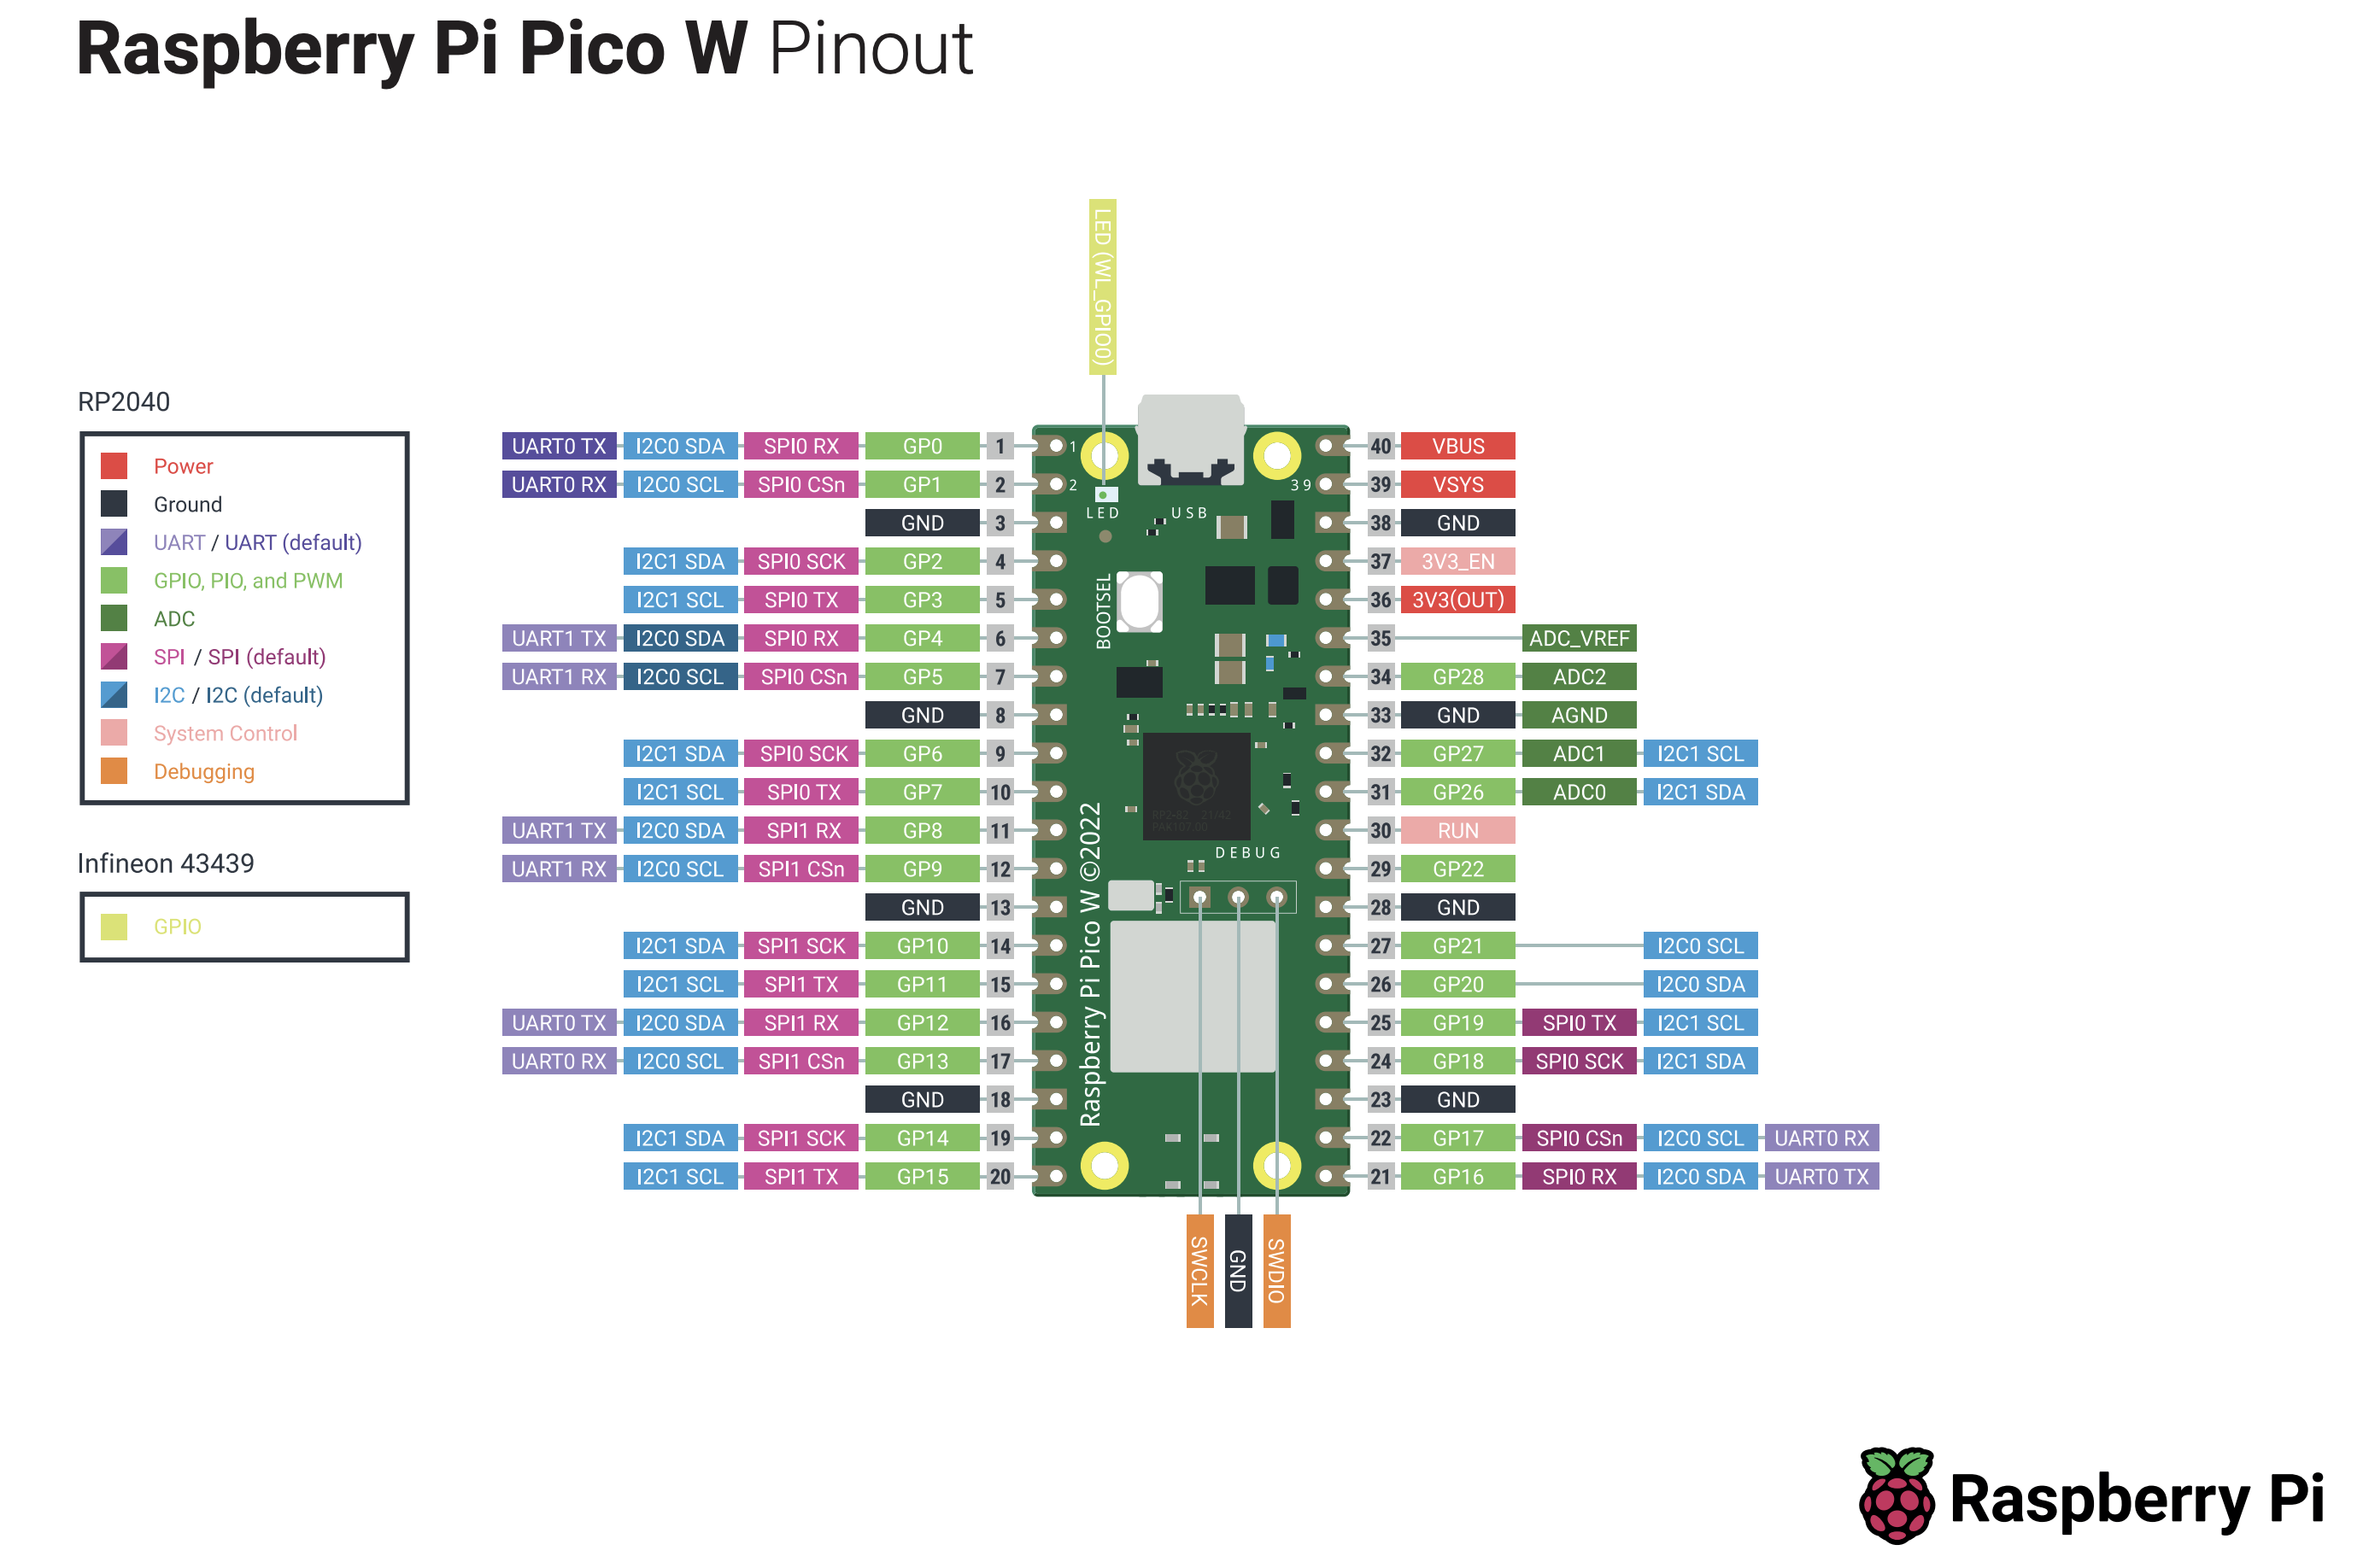 Raspberry Pi Pico W Pinout
LED (WL_GPIO0)
RP2040
Power
Ground
UART / UART (default)
GPIO, PIO, and PWM
ADC
SPI / SPI (default)
I2C / I2C (default)
System Control
Debugging
Infineon 43439
GPIO
UART0 TX I2C0 SDA SPI0 RX GP0 1
UART0 RX I2C0 SCL SPI0 CSn GP1 2
GND 3
I2C1 SDA SPI0 SCK GP2 4
I2C1 SCL SPI0 TX GP3 5
UART1 TX I2C0 SDA SPI0 RX GP4 6
UART1 RX I2C0 SCL SPI0 CSn GP5 7
GND 8
I2C1 SDA SPI0 SCK GP6 9
I2C1 SCL SPI0 TX GP7 10
UART1 TX I2C0 SDA SPI1 RX GP8 11
UART1 RX I2C0 SCL SPI1 CSn GP9 12
GND 13
I2C1 SDA SPI1 SCK GP10 14
I2C1 SCL SPI1 TX GP11 15
UART0 TX I2C0 SDA SPI1 RX GP12 16
UART0 RX I2C0 SCL SPI1 CSn GP13 17
GND 18
I2C1 SDA SPI1 SCK GP14 19
I2C1 SCL SPI1 TX GP15 20
1
2
39
LED
USB
BOOTSEL
DEBUG
Raspberry Pi Pico W ©2022
40 VBUS
39 VSYS
38 GND
37 3V3_EN
36 3V3(OUT)
35 ADC_VREF
34 GP28 ADC2
33 GND AGND
32 GP27 ADC1 I2C1 SCL
31 GP26 ADC0 I2C1 SDA
30 RUN
29 GP22
28 GND
27 GP21 I2C0 SCL
26 GP20 I2C0 SDA
25 GP19 SPI0 TX I2C1 SCL
24 GP18 SPI0 SCK I2C1 SDA
23 GND
22 GP17 SPI0 CSn I2C0 SCL UART0 RX
21 GP16 SPI0 RX I2C0 SDA UART0 TX
SWCLK
GND
SWDIO
Raspberry Pi